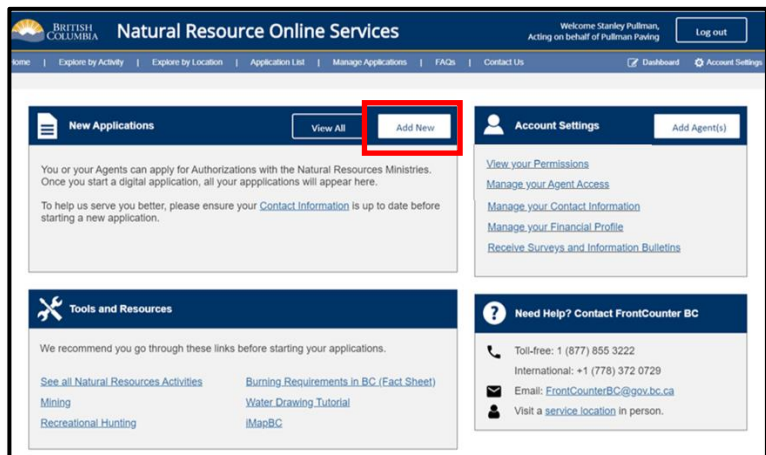 BRITISH
COLUMBIA
Natural Resource Online Services
Welcome Stanley Pullman,
Acting on behalf of Pullman Paving
Log out
ome | Explore by Activity | Explore by Location | Application List | Manage Applications | FAQs | Contact Us
Dashboard
Account Settings
New Applications
View All
Add New
You or your Agents can apply for Authorizations with the Natural Resources Ministries.
Once you start a digital application, all your appplications will appear here.
To help us serve you better, please ensure your Contact Information is up to date before
starting a new application.
Account Settings
Add Agent(s)
View your Permissions
Manage your Agent Access
Manage your Contact Information
Manage your Financial Profile
Receive Surveys and Information Bulletins
Tools and Resources
We recommend you go through these links before starting your applications.
See all Natural Resources Activities
Burning Requirements in BC (Fact Sheet)
Mining
Water Drawing Tutorial
Recreational Hunting
iMapBC
Need Help? Contact FrontCounter BC
Toll-free: 1 (877) 855 3222
International: +1 (778) 372 0729
Email: FrontCounterBC@gov.bc.ca
Visit a service location in person.